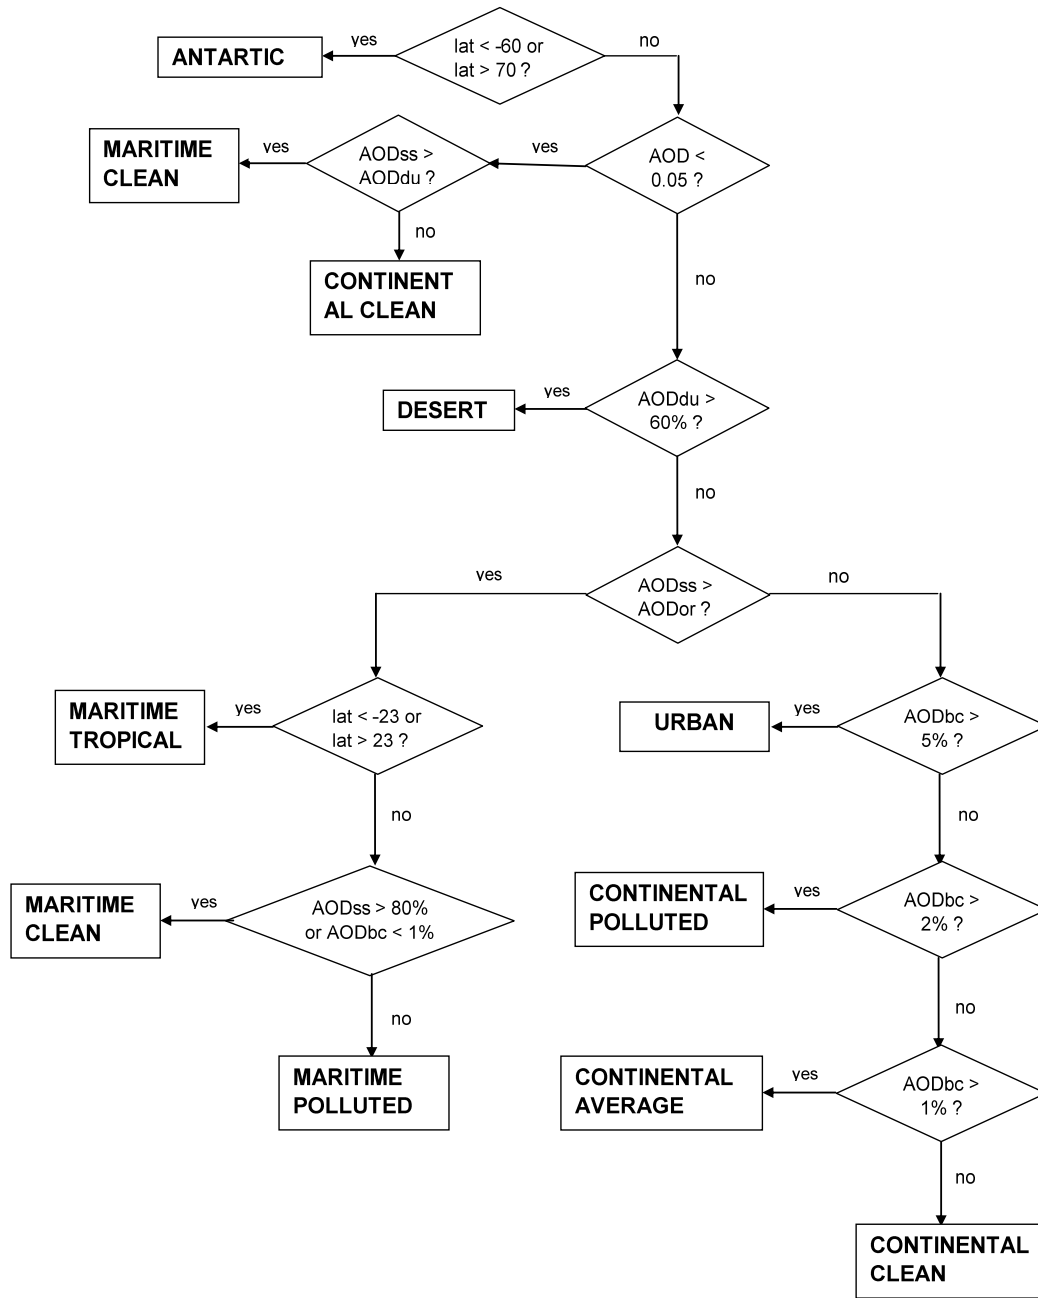 ANTARTIC
yes
lat < -60 or
lat > 70 ?
no
MARITIME
CLEAN
yes
AODss >
AODdu ?
yes
AOD <
0.05 ?
no
CONTINENT
AL CLEAN
no
DESERT
yes
AODdu >
60% ?
no
yes
AODss >
AODor ?
no
MARITIME
TROPICAL
yes
lat < -23 or
lat > 23 ?
URBAN
yes
AODbc >
5% ?
no
no
MARITIME
CLEAN
yes
AODss > 80%
or AODbc < 1%
CONTINENTAL
POLLUTED
yes
AODbc >
2% ?
no
no
MARITIME
POLLUTED
CONTINENTAL
AVERAGE
yes
AODbc >
1% ?
no
CONTINENTAL
CLEAN